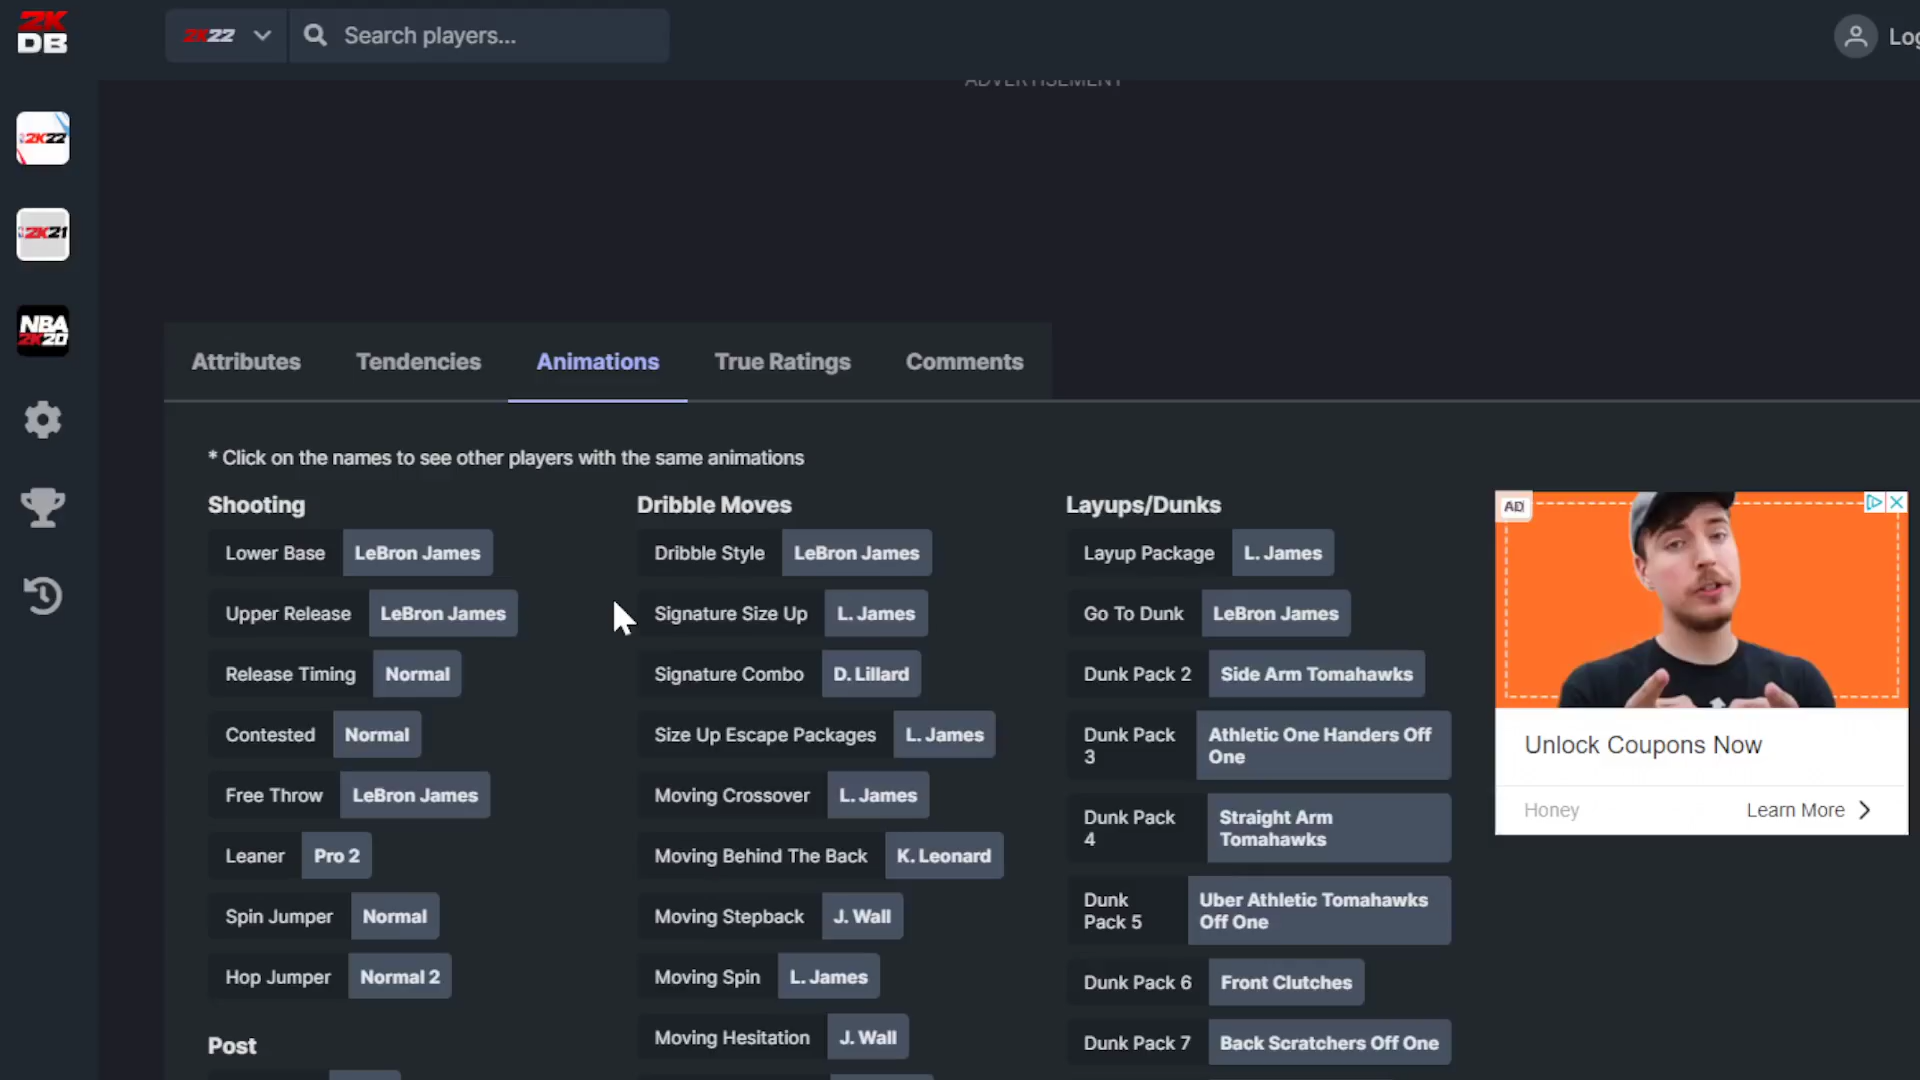 2K
DB
2K22
Search players...
Log
ADVERTISEMENT
2K22
2K21
NBA
2K20
Attributes
Tendencies
Animations
True Ratings
Comments
* Click on the names to see other players with the same animations
Shooting
Lower Base LeBron James
Upper Release LeBron James
Release Timing Normal
Contested Normal
Free Throw LeBron James
Leaner Pro 2
Spin Jumper Normal
Hop Jumper Normal 2
Post
Dribble Moves
Dribble Style LeBron James
Signature Size Up L. James
Signature Combo D. Lillard
Size Up Escape Packages L. James
Moving Crossover L. James
Moving Behind The Back K. Leonard
Moving Stepback J. Wall
Moving Spin L. James
Moving Hesitation J. Wall
Layups/Dunks
Layup Package L. James
Go To Dunk LeBron James
Dunk Pack 2 Side Arm Tomahawks
Dunk Pack
3
Athletic One Handers Off
One
Dunk Pack
4
Straight Arm
Tomahawks
Dunk
Pack 5
Uber Athletic Tomahawks
Off One
Dunk Pack 6 Front Clutches
Dunk Pack 7 Back Scratchers Off One
AD
Unlock Coupons Now
Honey
Learn More